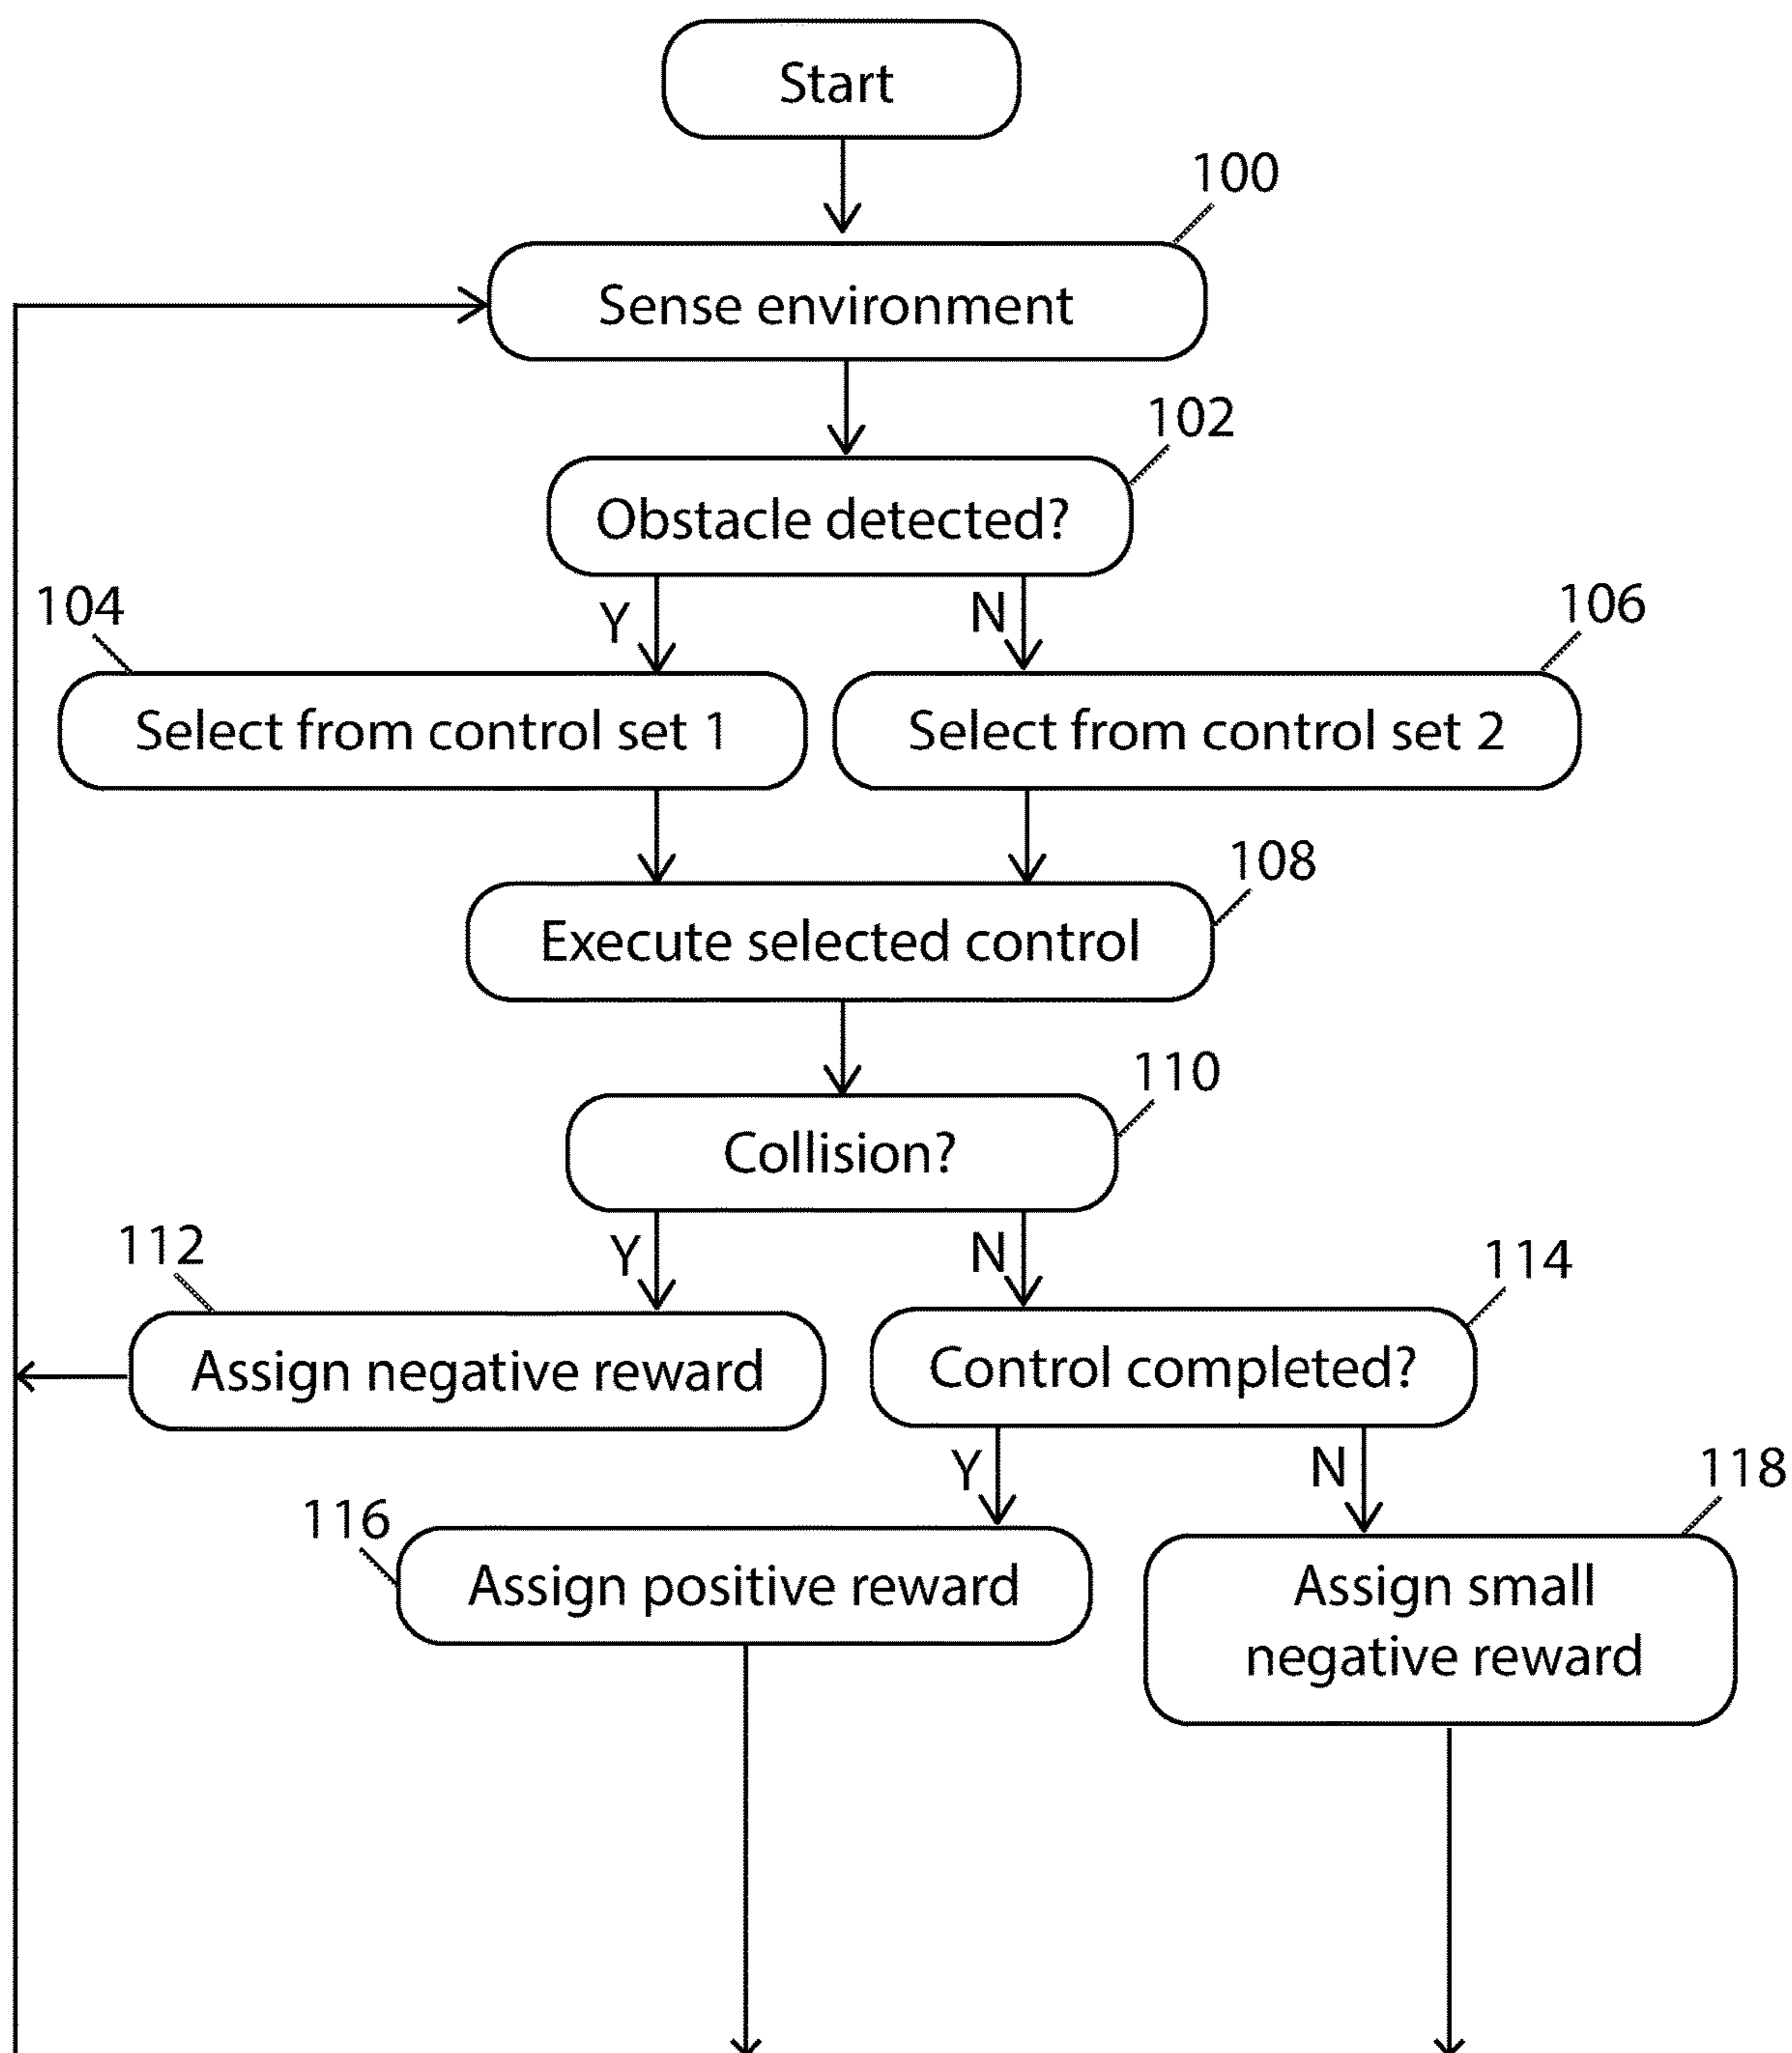 Start
100
Sense environment
102
Obstacle detected?
104
Y
N
106
Select from control set 1
Select from control set 2
108
Execute selected control
110
Collision?
112
Y
N
114
Assign negative reward
Control completed?
Y
N
118
116
Assign positive reward
Assign small
negative reward